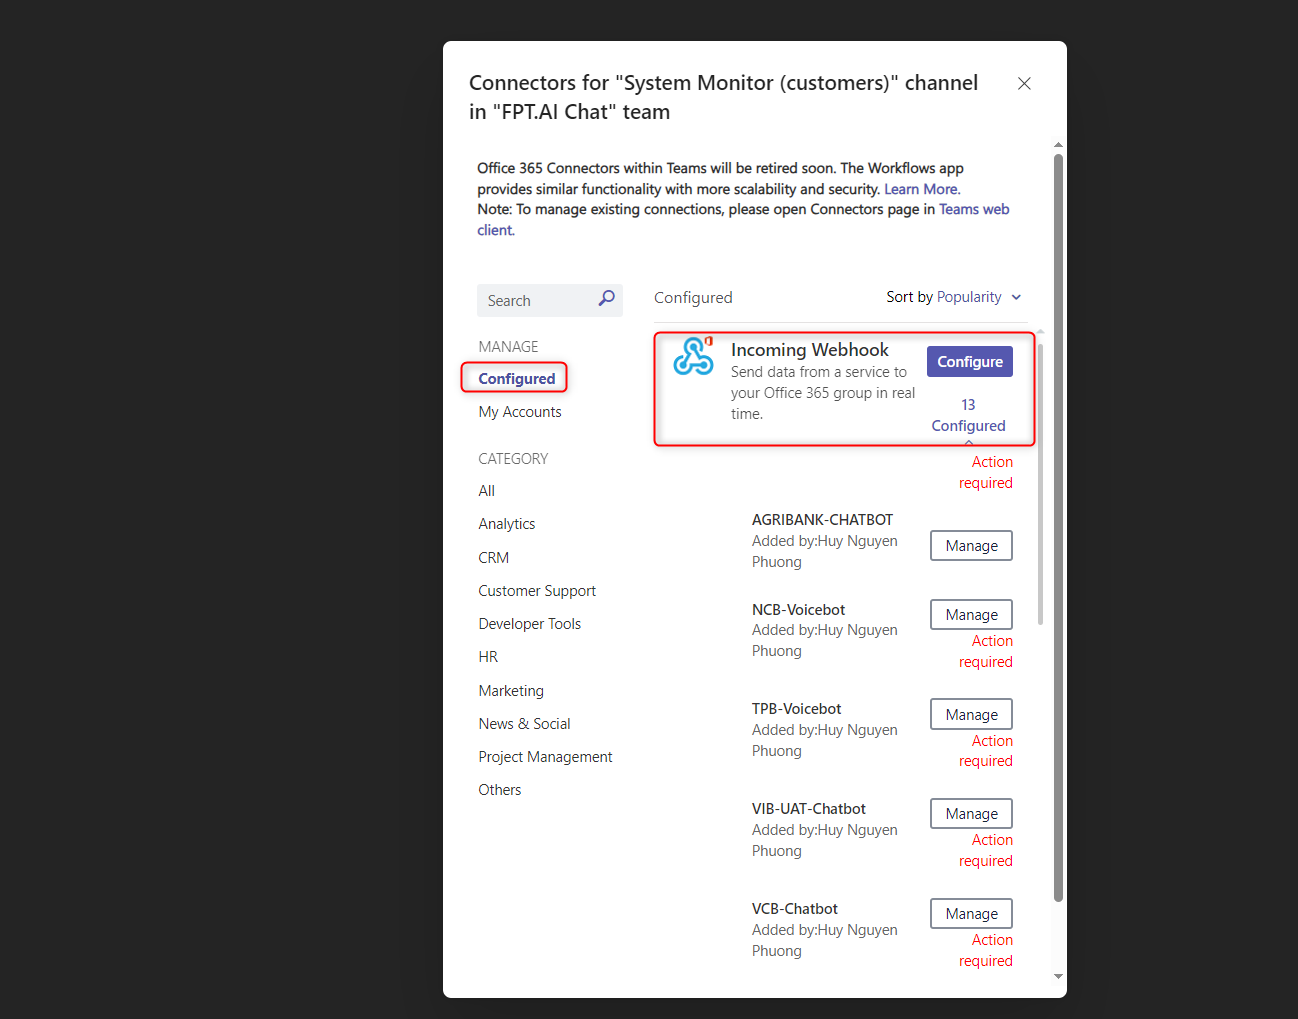 Connectors for "System Monitor (customers)" channel
in "FPT.AI Chat" team
Office 365 Connectors within Teams will be retired soon. The Workflows app
provides similar functionality with more scalability and security. Learn More.
Note: To manage existing connections, please open Connectors page in Teams web
client.
Search
MANAGE
Configured
My Accounts
CATEGORY
All
Analytics
CRM
Customer Support
Developer Tools
HR
Marketing
News & Social
Project Management
Others
Configured
Sort by Popularity
Incoming Webhook
Send data from a service to
your Office 365 group in real
time.
Configure
13
Configured
Action
required
AGRIBANK-CHATBOT
Added by:Huy Nguyen
Phuong
Manage
NCB-Voicebot
Added by:Huy Nguyen
Phuong
Manage
Action
required
TPB-Voicebot
Added by:Huy Nguyen
Phuong
Manage
Action
required
VIB-UAT-Chatbot
Added by:Huy Nguyen
Phuong
Manage
Action
required
VCB-Chatbot
Added by:Huy Nguyen
Phuong
Manage
Action
required